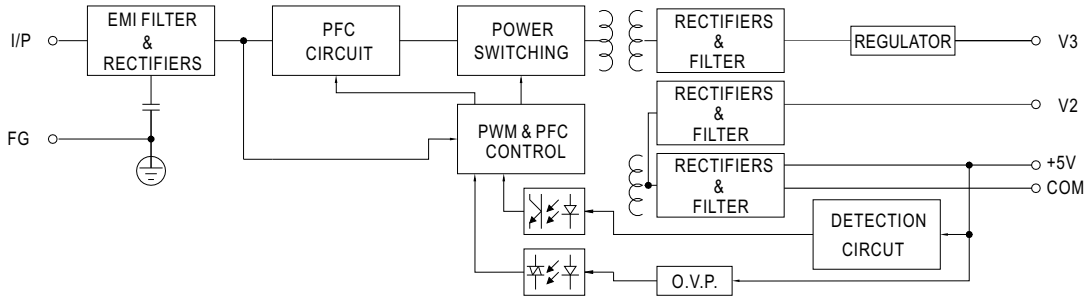 I/P
EMI FILTER
&
RECTIFIERS
PFC
CIRCUIT
POWER
SWITCHING
RECTIFIERS
&
FILTER
REGULATOR
V3
RECTIFIERS
&
FILTER
V2
FG
PWM & PFC
CONTROL
RECTIFIERS
&
FILTER
+5V
COM
DETECTION
CIRCUT
O.V.P.